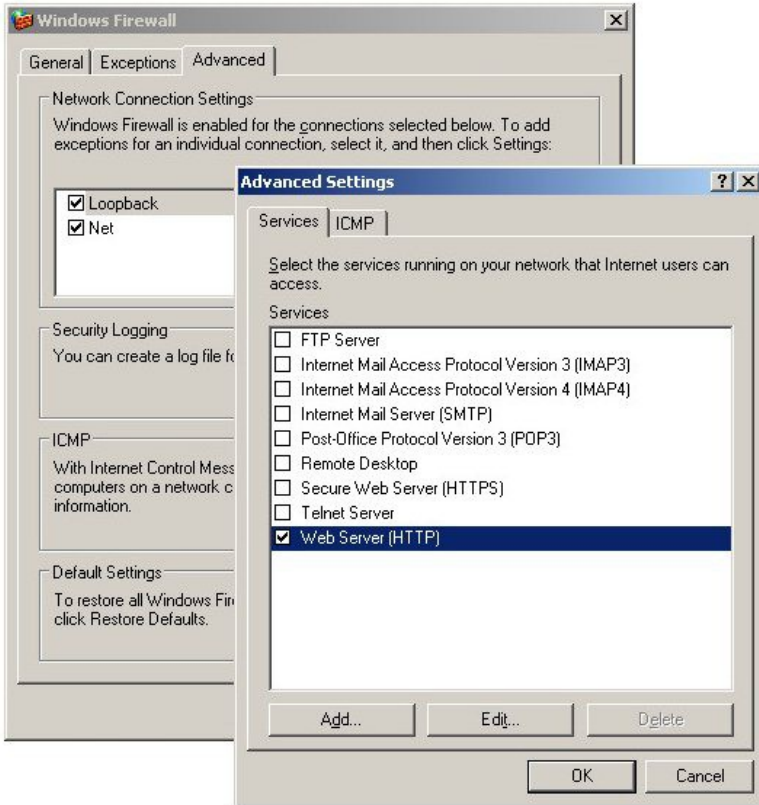 Windows Firewall
General
Exceptions
Advanced
Network Connection Settings
Windows Firewall is enabled for the connections selected below. To add
exceptions for an individual connection, select it, and then click Settings:
Loopback
Net
Security Logging
You can create a log file
ICMP
With Internet Control Mess
computers on a network c
information.
Default Settings
To restore all Windows Fir
click Restore Defaults.
Advanced Settings
Services
ICMP
Select the services running on your network that Internet users can
access.
Services
FTP Server
Internet Mail Access Protocol Version 3 (IMAP3)
Internet Mail Access Protocol Version 4 (IMAP4)
Internet Mail Server (SMTP)
Post-Office Protocol Version 3 (POP3)
Remote Desktop
Secure Web Server (HTTPS)
Telnet Server
Web Server (HTTP)
Add...
Edit...
Delete
OK
Cancel